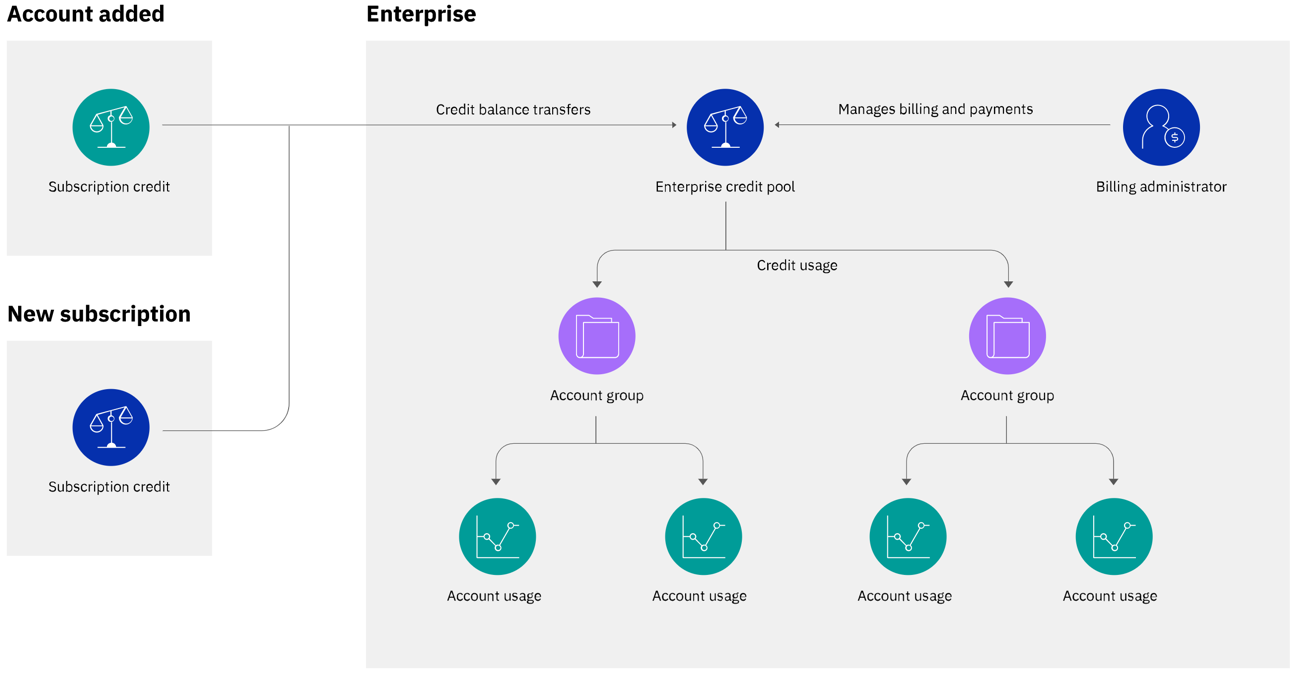 Account added
Enterprise
Credit balance transfers
Manages billing and payments
$
Subscription credit
Enterprise credit pool
Billing administrator
Credit usage
New subscription
Account group
Account group
Subscription credit
Account usage
Account usage
Account usage
Account usage